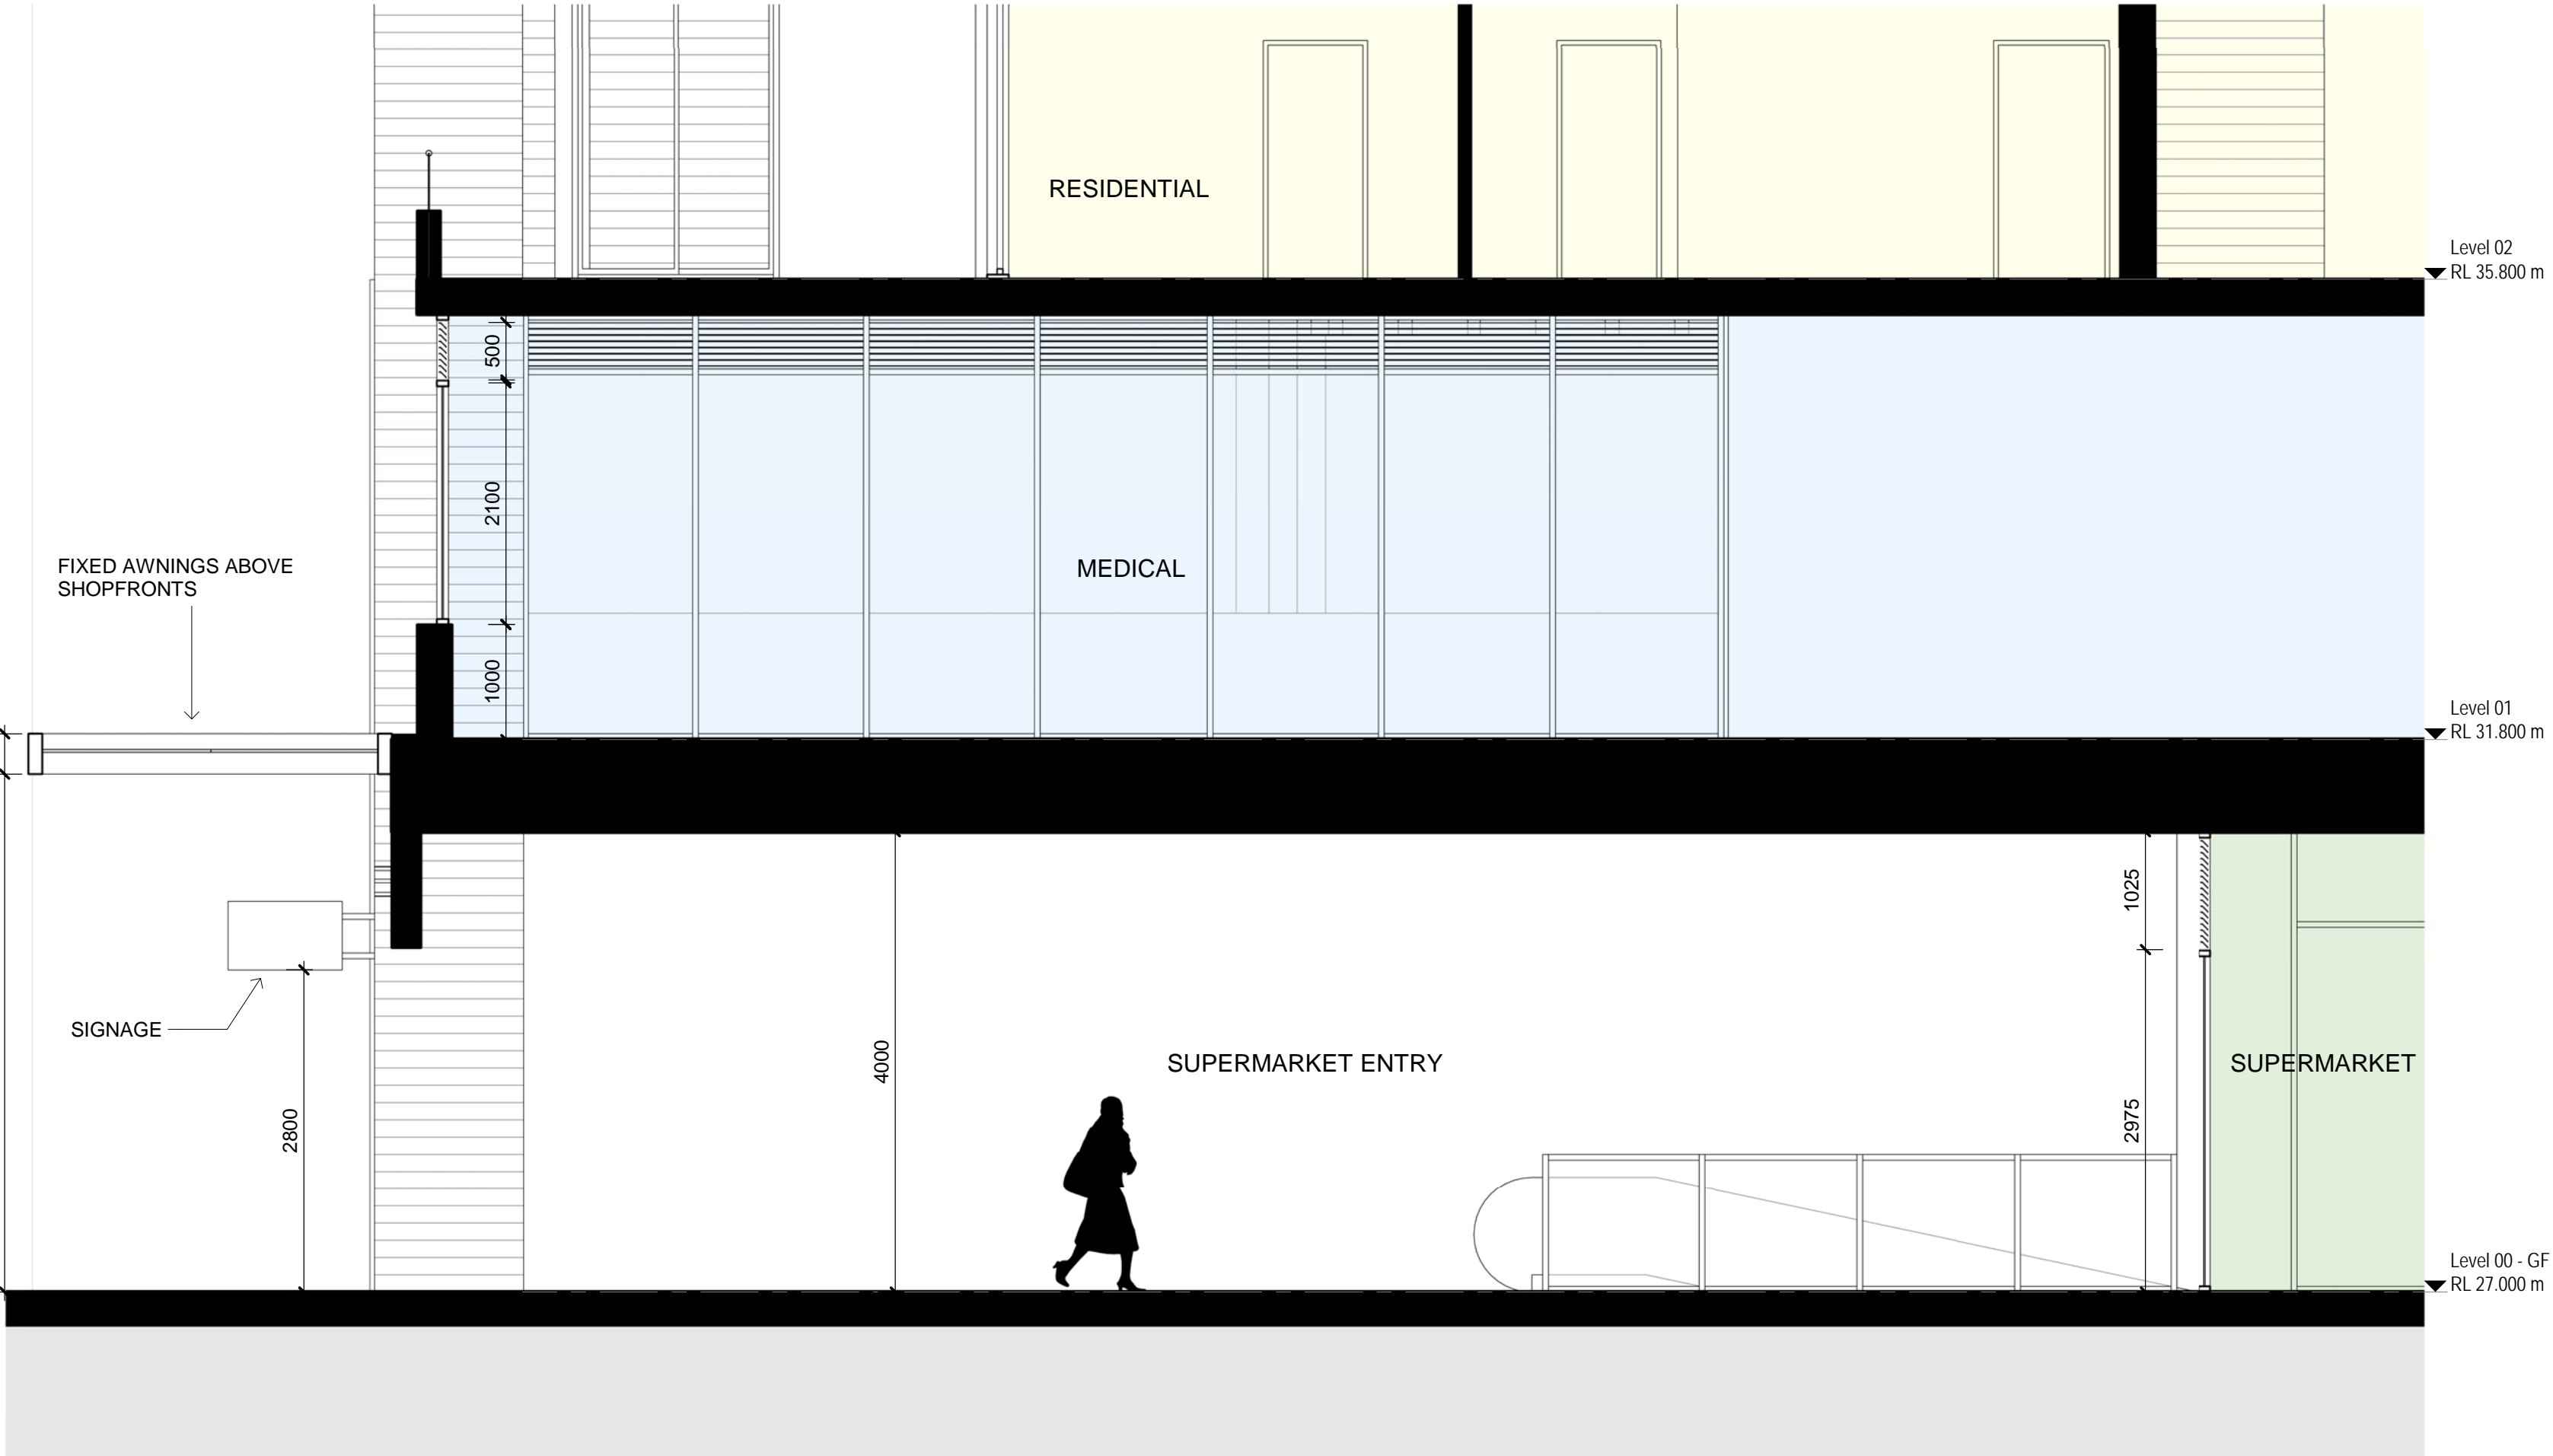 RESIDENTIAL
Level 02
RL 35.800 m
500
2100
MEDICAL
FIXED AWNINGS ABOVE
SHOPFRONTS
1000
Level 01
RL 31.800 m
1025
SIGNAGE
4000
SUPERMARKET ENTRY
SUPERMARKET
2800
2975
Level 00 - GF
RL 27.000 m